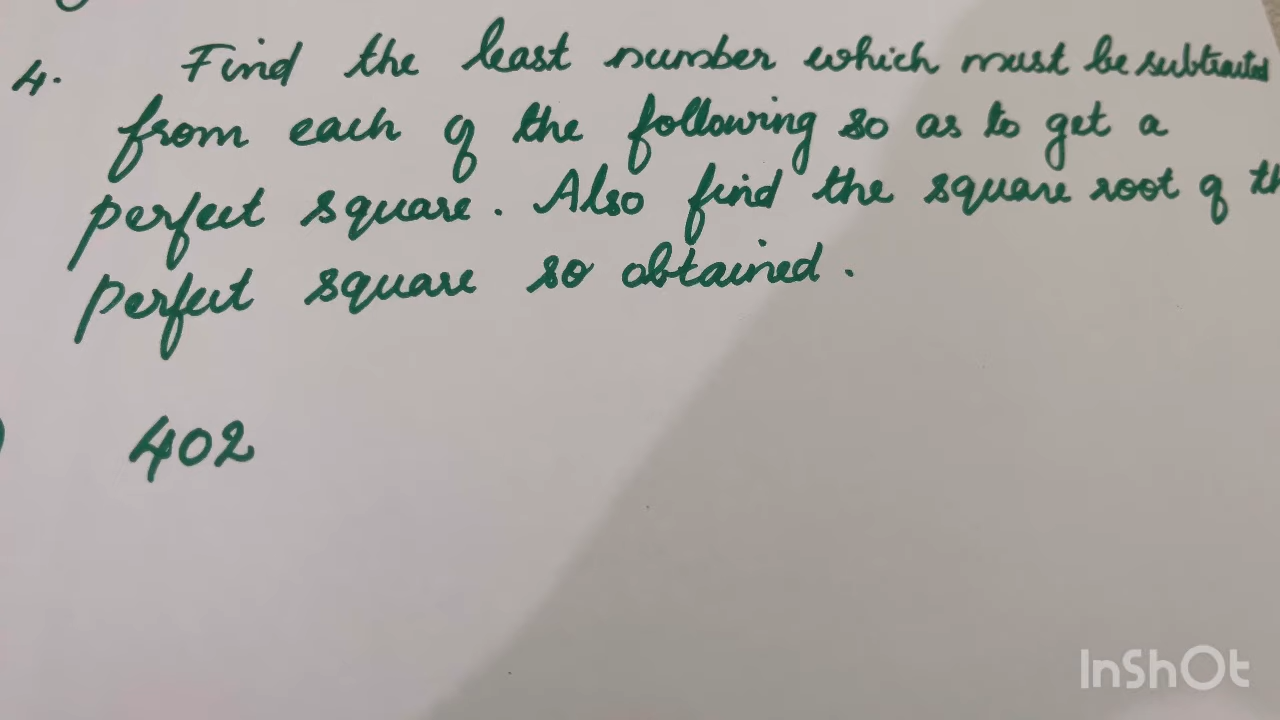 4. Find the least number which must be subtracted
from each of the following so as to get a
perfect square. Also find the square root of th
perfect square so obtained.
) 402
InShOt